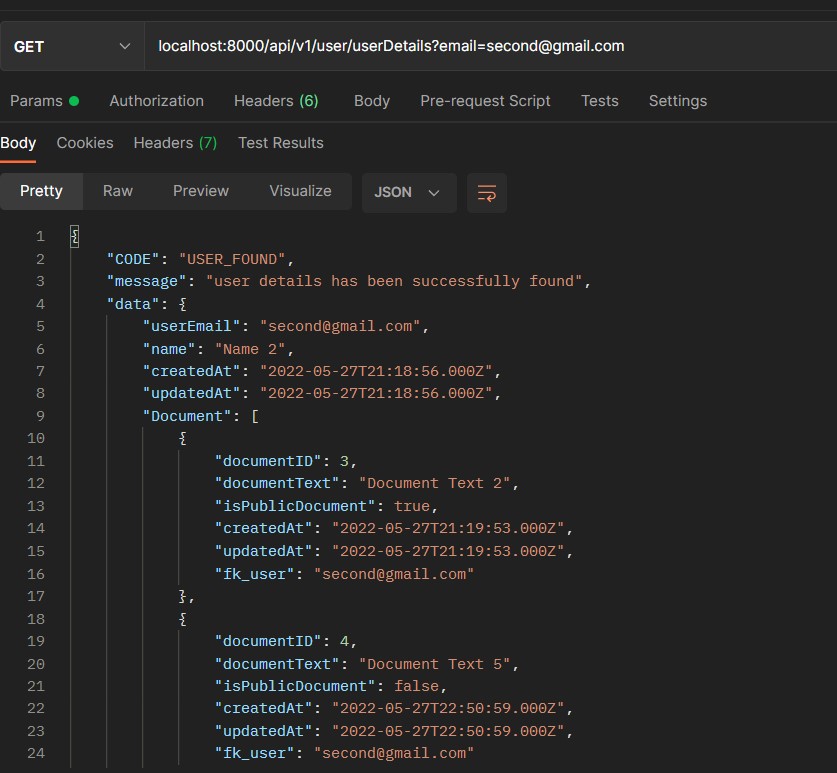 GET localhost:8000/api/v1/user/userDetails?email=second@gmail.com
Params Authorization Headers (6) Body Pre-request Script Tests Settings
Body Cookies Headers (7) Test Results
Pretty Raw Preview Visualize JSON
1 {
2 "CODE": "USER_FOUND",
3 "message": "user details has been successfully found",
4 "data": {
5 "userEmail": "second@gmail.com",
6 "name": "Name 2",
7 "createdAt": "2022-05-27T21:18:56.000Z",
8 "updatedAt": "2022-05-27T21:18:56.000Z",
9 "Document": [
10 {
11 "documentID": 3,
12 "documentText": "Document Text 2",
13 "isPublicDocument": true,
14 "createdAt": "2022-05-27T21:19:53.000Z",
15 "updatedAt": "2022-05-27T21:19:53.000Z",
16 "fk_user": "second@gmail.com"
17 },
18 {
19 "documentID": 4,
20 "documentText": "Document Text 5",
21 "isPublicDocument": false,
22 "createdAt": "2022-05-27T22:50:59.000Z",
23 "updatedAt": "2022-05-27T22:50:59.000Z",
24 "fk_user": "second@gmail.com"